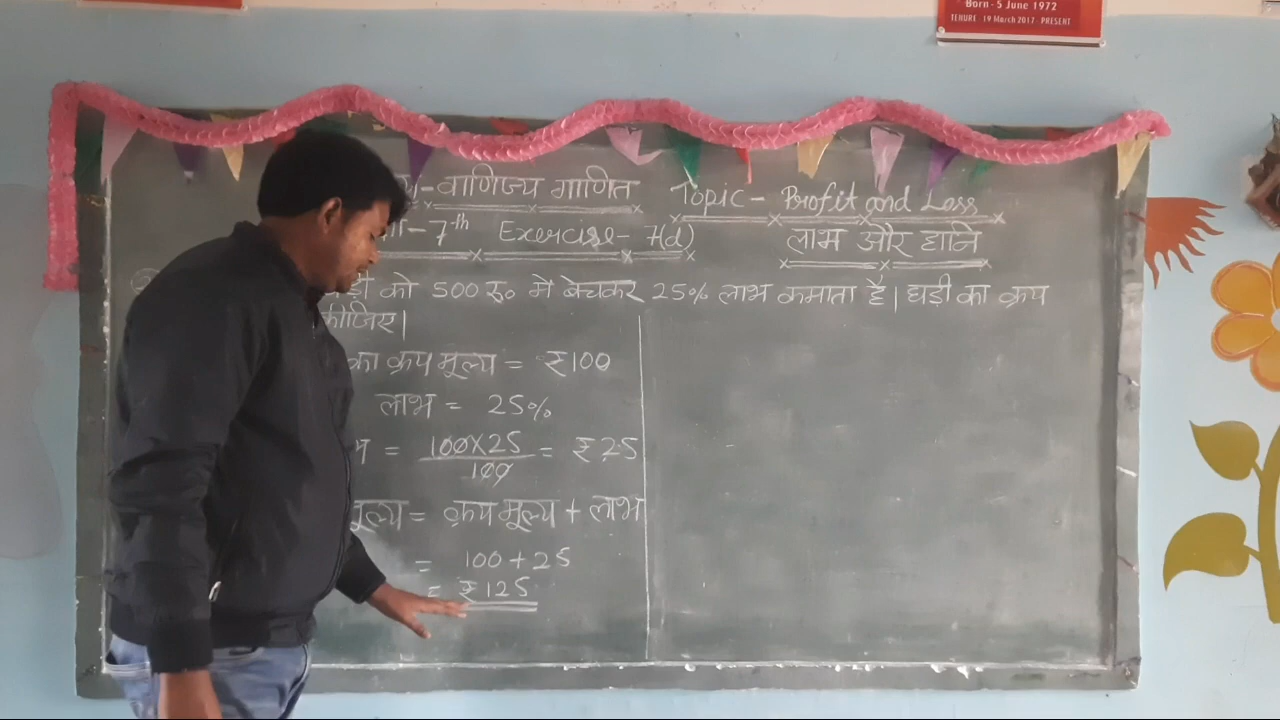 Born - 5 June 1972
TENURE 19 March 2017 - PRESENT
-वाणिज्य गणित Topic - Profit and Loss
-7th Exercise - 7(d) लाभ और हानि
को 500 रु० में बेचकर 25% लाभ कमाता है। घड़ी का क्रय
कीजिए।
का क्रय मूल्य = ₹100
लाभ = 25%
= 100×25/100 = ₹25
मूल्य = क्रय मूल्य + लाभ
= 100+25
= ₹125